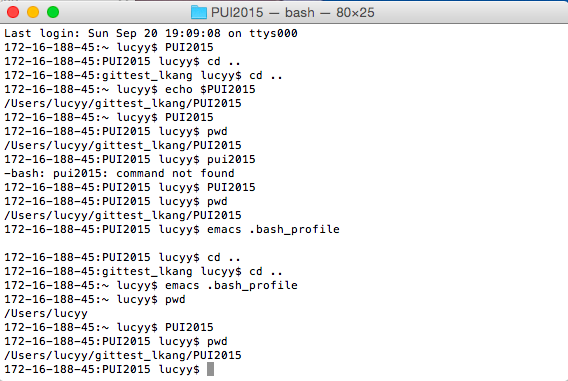 PUI2015 — bash — 80×25
Last login: Sun Sep 20 19:09:08 on ttys000
172-16-188-45:~ lucyy$ PUI2015
172-16-188-45:PUI2015 lucyy$ cd ..
172-16-188-45:gittest_lkang lucyy$ cd ..
172-16-188-45:~ lucyy$ echo $PUI2015
/Users/lucyy/gittest_lkang/PUI2015
172-16-188-45:~ lucyy$ PUI2015
172-16-188-45:PUI2015 lucyy$ pwd
/Users/lucyy/gittest_lkang/PUI2015
172-16-188-45:PUI2015 lucyy$ pui2015
-bash: pui2015: command not found
172-16-188-45:PUI2015 lucyy$ PUI2015
172-16-188-45:PUI2015 lucyy$ pwd
/Users/lucyy/gittest_lkang/PUI2015
172-16-188-45:PUI2015 lucyy$ emacs .bash_profile
172-16-188-45:PUI2015 lucyy$ cd ..
172-16-188-45:gittest_lkang lucyy$ cd ..
172-16-188-45:~ lucyy$ emacs .bash_profile
172-16-188-45:~ lucyy$ pwd
/Users/lucyy
172-16-188-45:~ lucyy$ PUI2015
172-16-188-45:PUI2015 lucyy$ pwd
/Users/lucyy/gittest_lkang/PUI2015
172-16-188-45:PUI2015 lucyy$